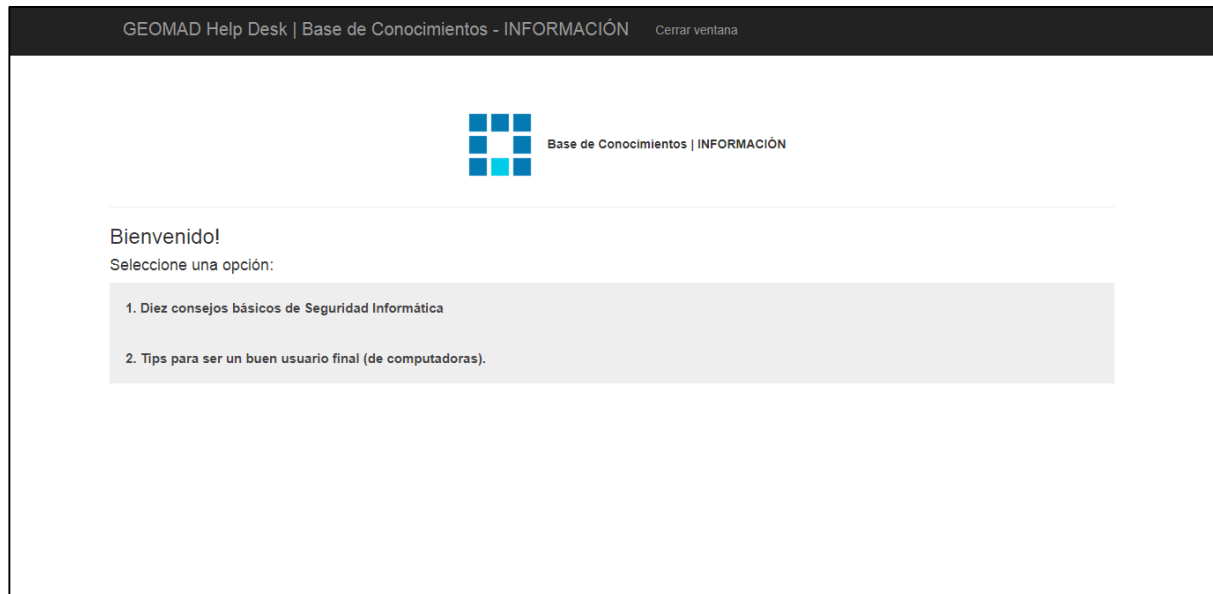 GEOMAD Help Desk | Base de Conocimientos - INFORMACIÓN Cerrar ventana
Base de Conocimientos | INFORMACIÓN
Bienvenido!
Seleccione una opción:
1. Diez consejos básicos de Seguridad Informática
2. Tips para ser un buen usuario final (de computadoras).